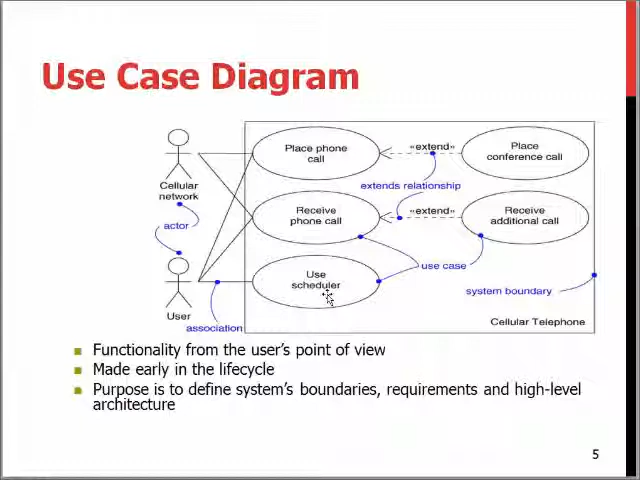 Use Case Diagram
Place phone
call
«extend»
Place
conference call
Cellular
network
extends relationship
actor
Receive
phone call
«extend»
Receive
additional call
use case
Use
scheduler
system boundary
User
association
Cellular Telephone
Functionality from the user's point of view
Made early in the lifecycle
Purpose is to define system's boundaries, requirements and high-level
architecture
5